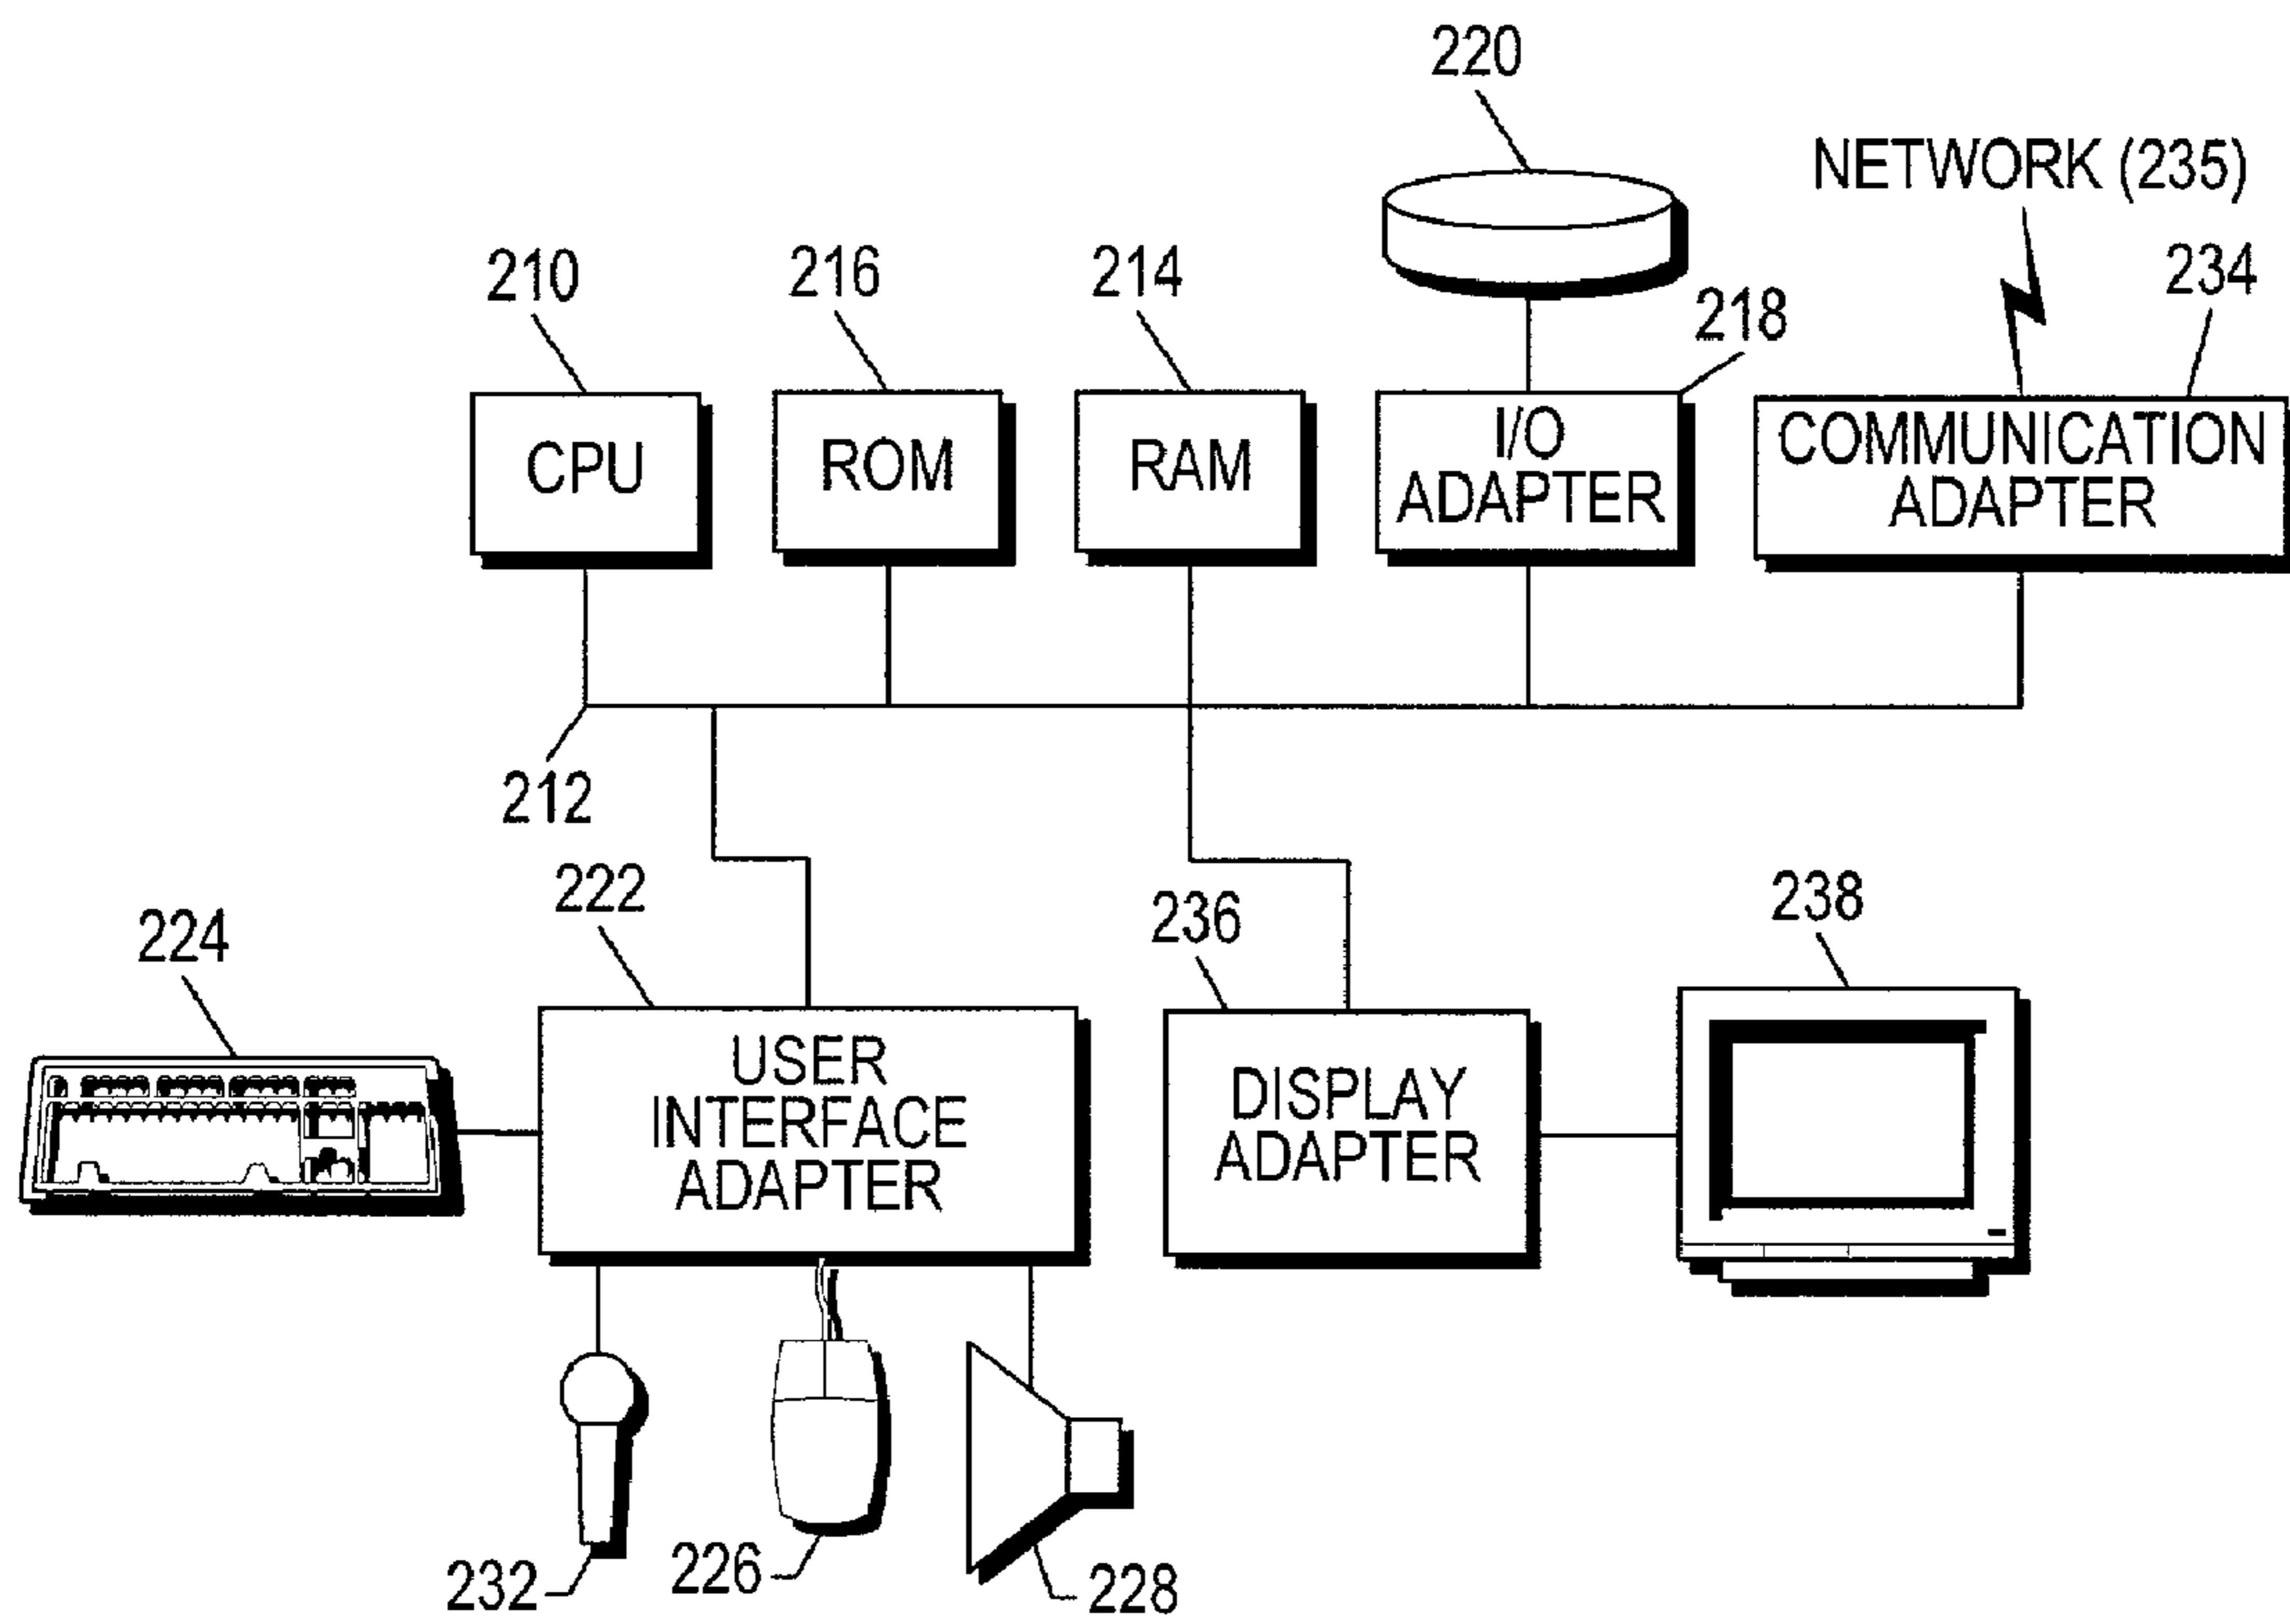 220
NETWORK (235)
210
216
214
218
234
CPU
ROM
RAM
I/O
ADAPTER
COMMUNICATION
ADAPTER
212
222
224
236
238
USER
INTERFACE
ADAPTER
DISPLAY
ADAPTER
232
226
228